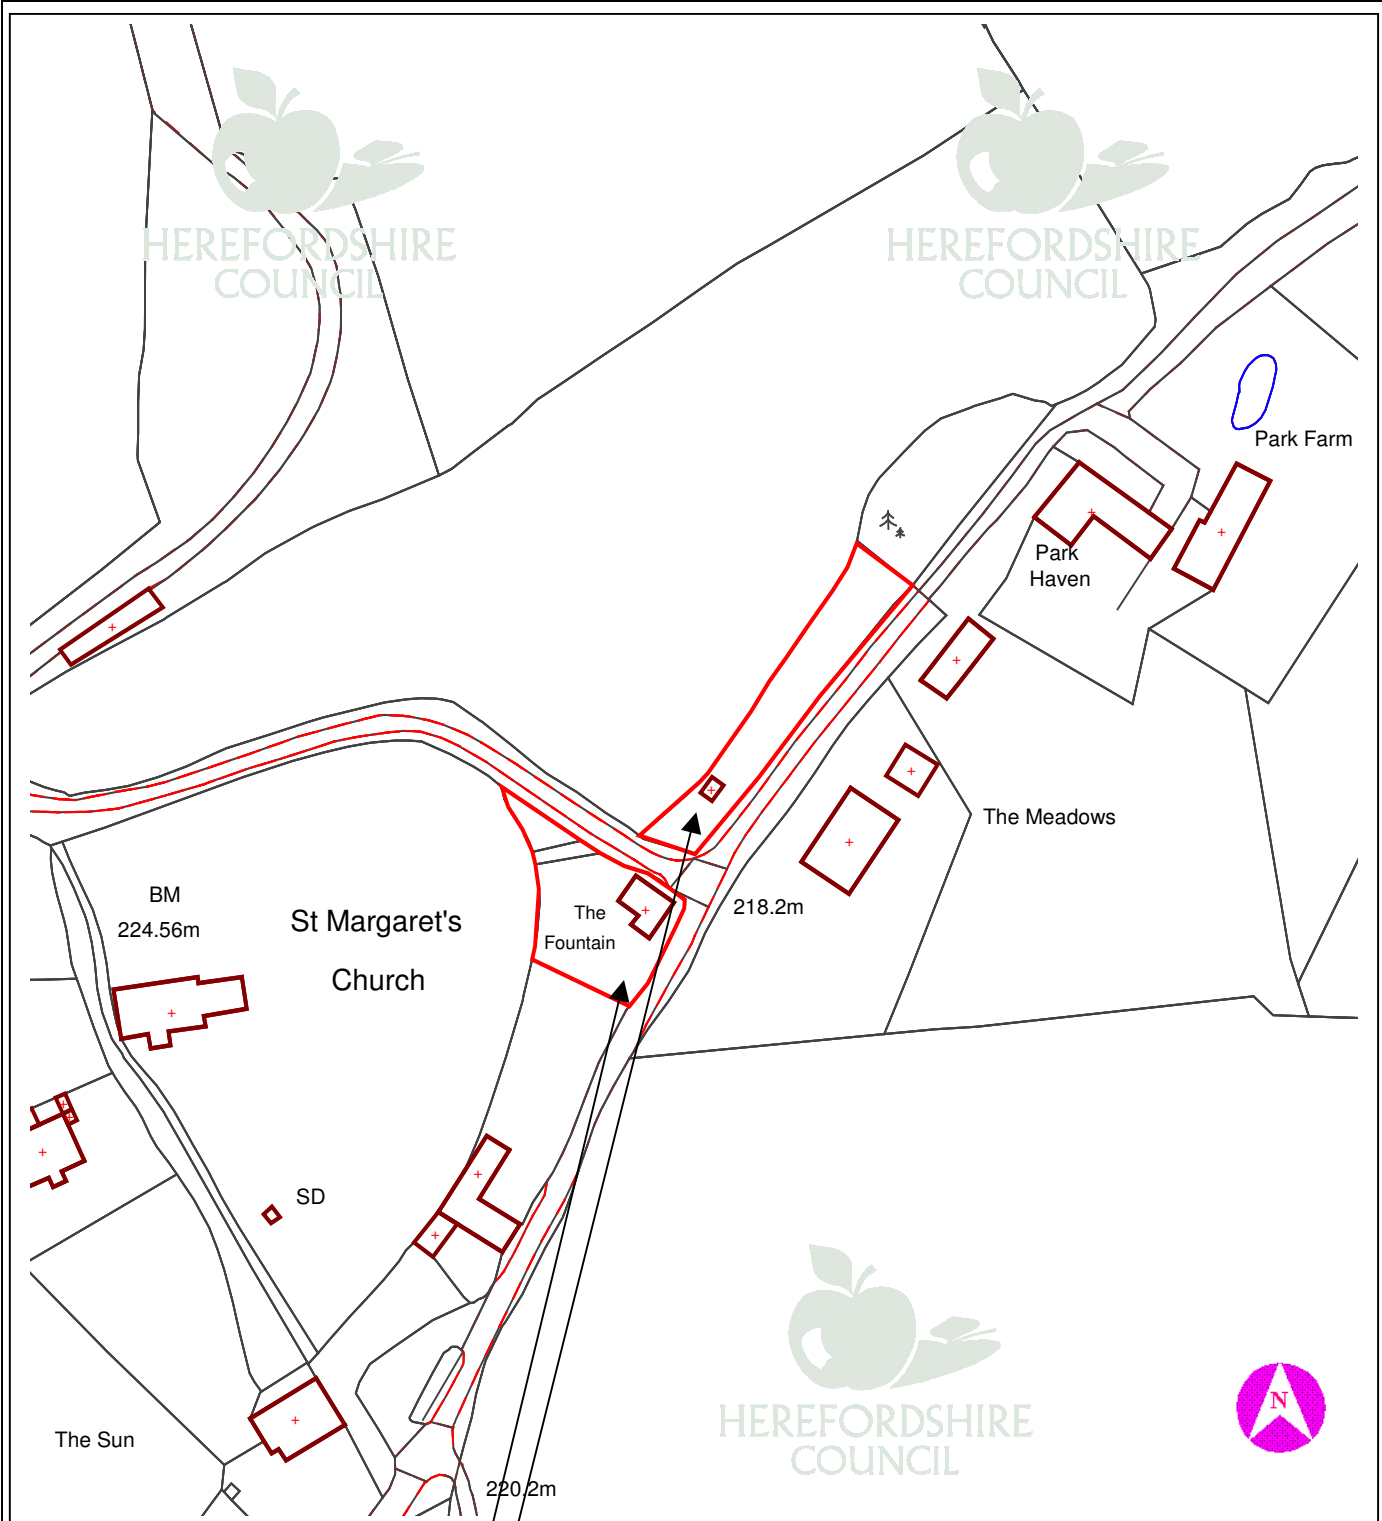 HEREFORDSHIRE
COUNCIL
HEREFORDSHIRE
COUNCIL
Park Farm
Park
Haven
The Meadows
BM
224.56m
St Margaret's
Church
The
Fountain
218.2m
SD
The Sun
220.2m
HEREFORDSHIRE
COUNCIL
N